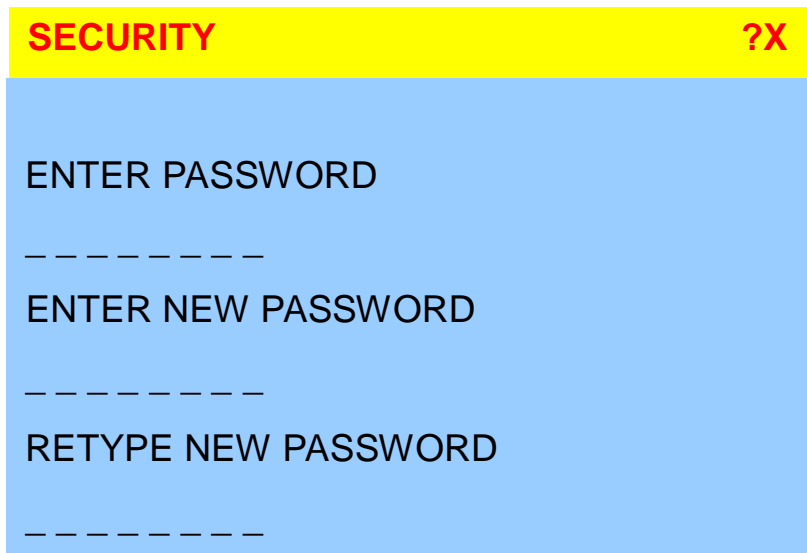 SECURITY ?X
ENTER PASSWORD
_ _ _ _ _ _ _ _
ENTER NEW PASSWORD
_ _ _ _ _ _ _ _
RETYPE NEW PASSWORD
_ _ _ _ _ _ _ _